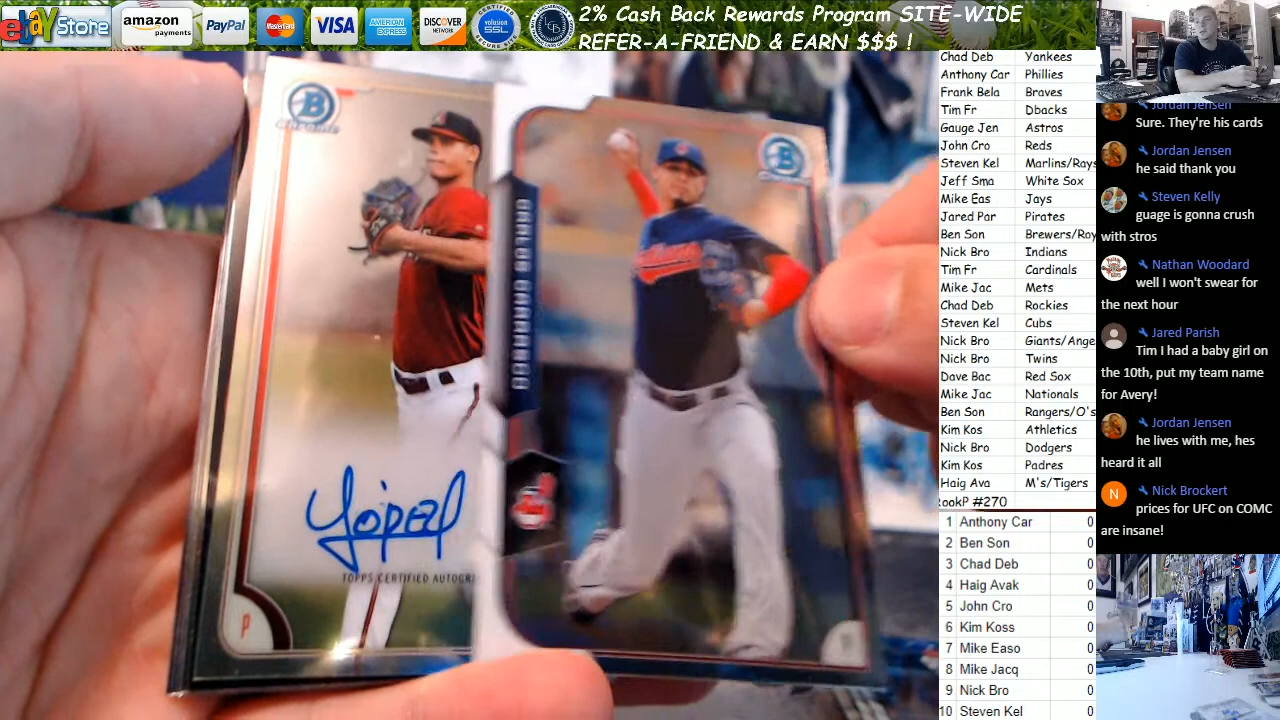 ebay Store
amazon
payments
PayPal
MasterCard
VISA
AMERICAN EXPRESS
DISCOVER
NETWORK
CERTIFIED
volusion
SSL
SECURE SITE
2% Cash Back Rewards Program SITE-WIDE
REFER-A-FRIEND & EARN $$$ !
Chad Deb Yankees
Anthony Car Phillies
Frank Bela Braves
Tim Fr Dbacks
Gauge Jen Astros
John Cro Reds
Steven Kel Marlins/Rays
Jeff Sma White Sox
Mike Eas Jays
Jared Par Pirates
Ben Son Brewers/Roy
Nick Bro Indians
Tim Fr Cardinals
Mike Jac Mets
Chad Deb Rockies
Steven Kel Cubs
Nick Bro Giants/Ange
Nick Bro Twins
Dave Bac Red Sox
Mike Jac Nationals
Ben Son Rangers/O's
Kim Kos Athletics
Nick Bro Dodgers
Kim Kos Padres
Haig Ava M's/Tigers
RookP #270
1 Anthony Car 0
2 Ben Son 0
3 Chad Deb 0
4 Haig Avak 0
5 John Cro 0
6 Kim Koss 0
7 Mike Easo 0
8 Mike Jacq 0
9 Nick Bro 0
10 Steven Kel 0
Jordan Jensen
Sure. They're his cards
Jordan Jensen
he said thank you
Steven Kelly
guage is gonna crush
with stros
Nathan Woodard
well I won't swear for
the next hour
Jared Parish
Tim I had a baby girl on
the 10th, put my team name
for Avery!
Jordan Jensen
he lives with me, hes
heard it all
N Nick Brockert
prices for UFC on COMC
are insane!
B
Chrome
TOPPS CERTIFIED AUTOGR
P
B
Indians